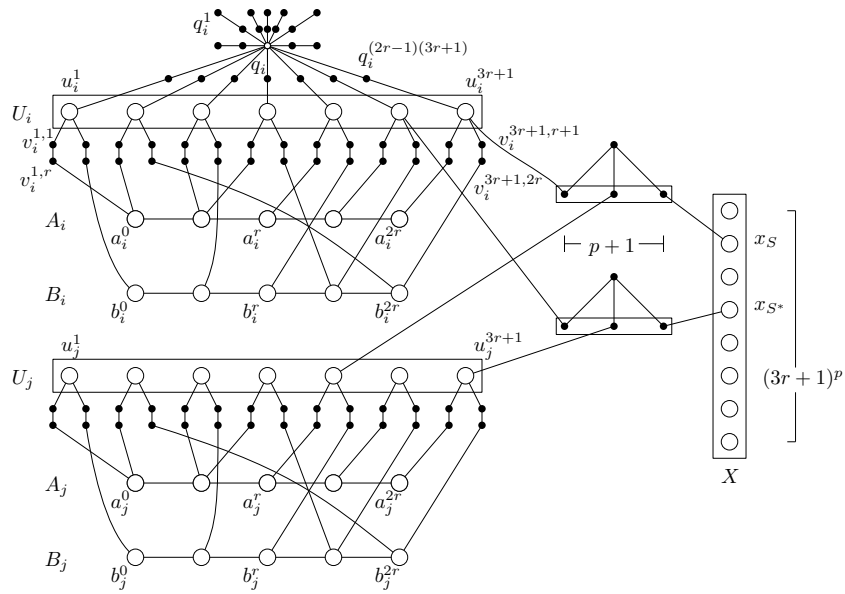 q_i^1
q_i
q_i^{(2r-1)(3r+1)}
u_i^1
u_i^{3r+1}
U_i
v_i^{1,1}
v_i^{3r+1,r+1}
v_i^{1,r}
v_i^{3r+1,2r}
A_i
a_i^0
a_i^r
a_i^{2r}
p + 1
x_S
B_i
b_i^0
b_i^r
b_i^{2r}
x_{S*}
u_j^1
u_j^{3r+1}
U_j
(3r + 1)^p
X
A_j
a_j^0
a_j^r
a_j^{2r}
B_j
b_j^0
b_j^r
b_j^{2r}